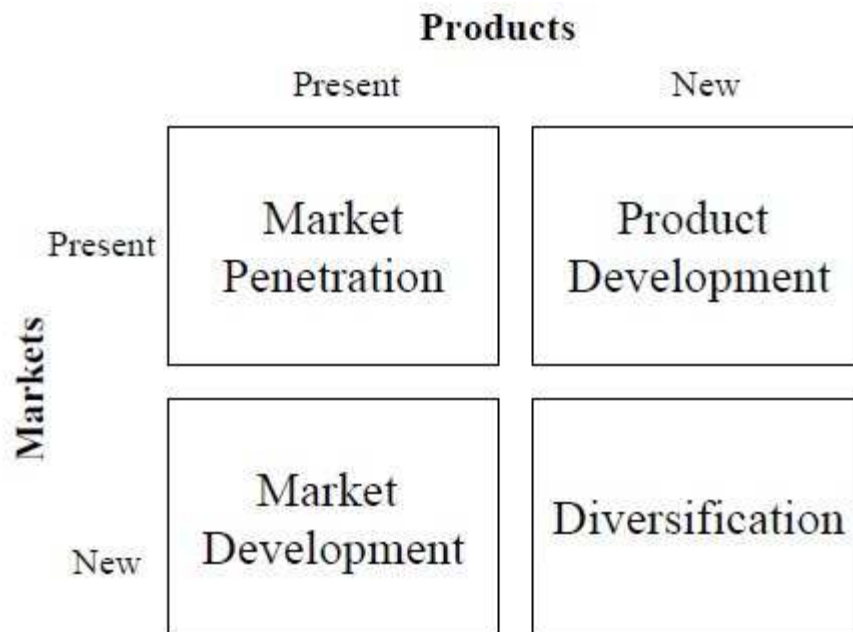 Products
Present
New
Market
Penetration
Product
Development
Present
Markets
Market
Development
Diversification
New